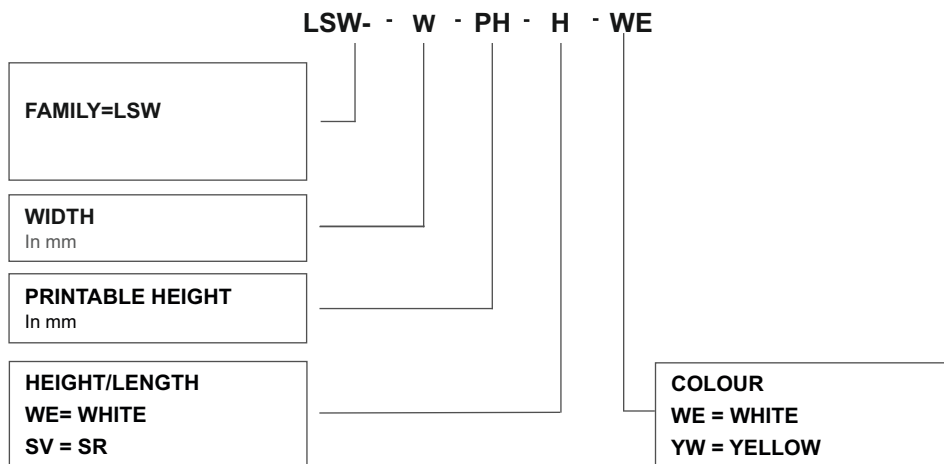 LSW- - W - PH - H - WE
FAMILY=LSW
WIDTH
In mm
PRINTABLE HEIGHT
In mm
HEIGHT/LENGTH
WE= WHITE
SV = SR
COLOUR
WE = WHITE
YW = YELLOW